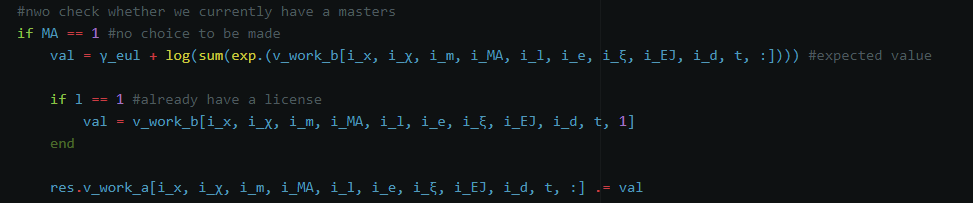 #nwo check whether we currently have a masters
if MA == 1 #no choice to be made
val = γ_eul + log(sum(exp.(v_work_b[i_x, i_χ, i_m, i_MA, i_l, i_e, i_ξ, i_EJ, i_d, t, :]))) #expected value
if l == 1 #already have a license
val = v_work_b[i_x, i_χ, i_m, i_MA, i_l, i_e, i_ξ, i_EJ, i_d, t, 1]
end
res.v_work_a[i_x, i_χ, i_m, i_MA, i_l, i_e, i_ξ, i_EJ, i_d, t, :] .= val